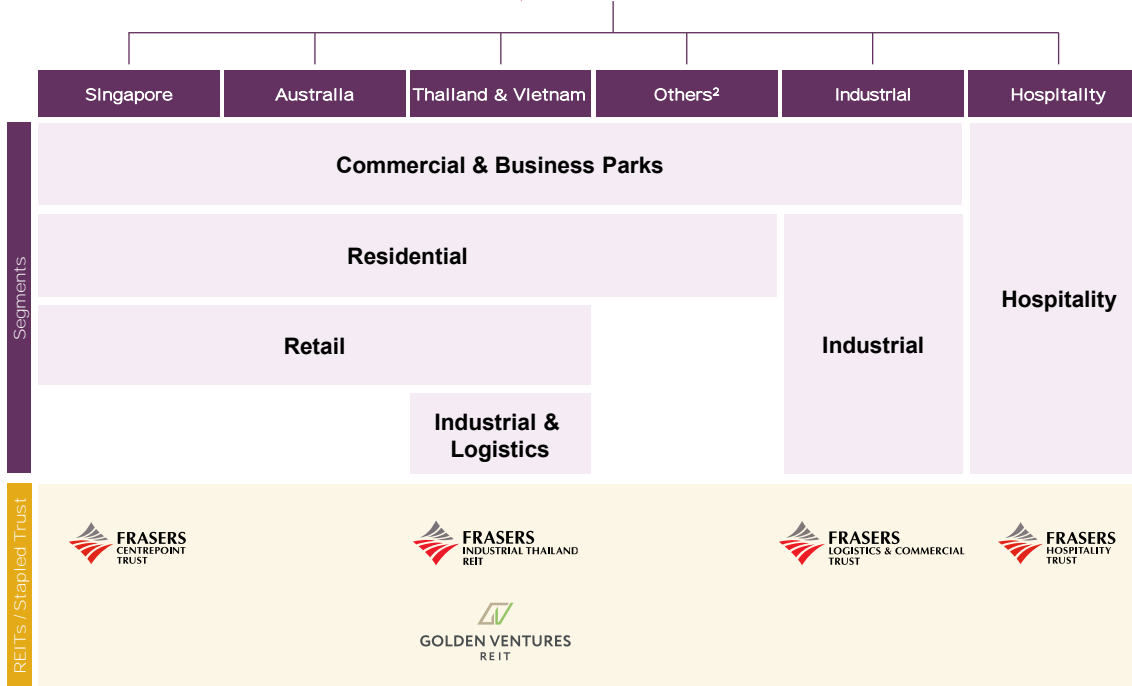 Singapore
Australia
Thailand & Vietnam
Others²
Industrial
Hospitality
Segments
Commercial & Business Parks
Residential
Hospitality
Retail
Industrial
Industrial &
Logistics
REITs / Stapled Trust
FRASERS
CENTREPOINT
TRUST
FRASERS
INDUSTRIAL THAILAND
REIT
FRASERS
LOGISTICS & COMMERCIAL
TRUST
FRASERS
HOSPITALITY
TRUST
GOLDEN VENTURES
REIT